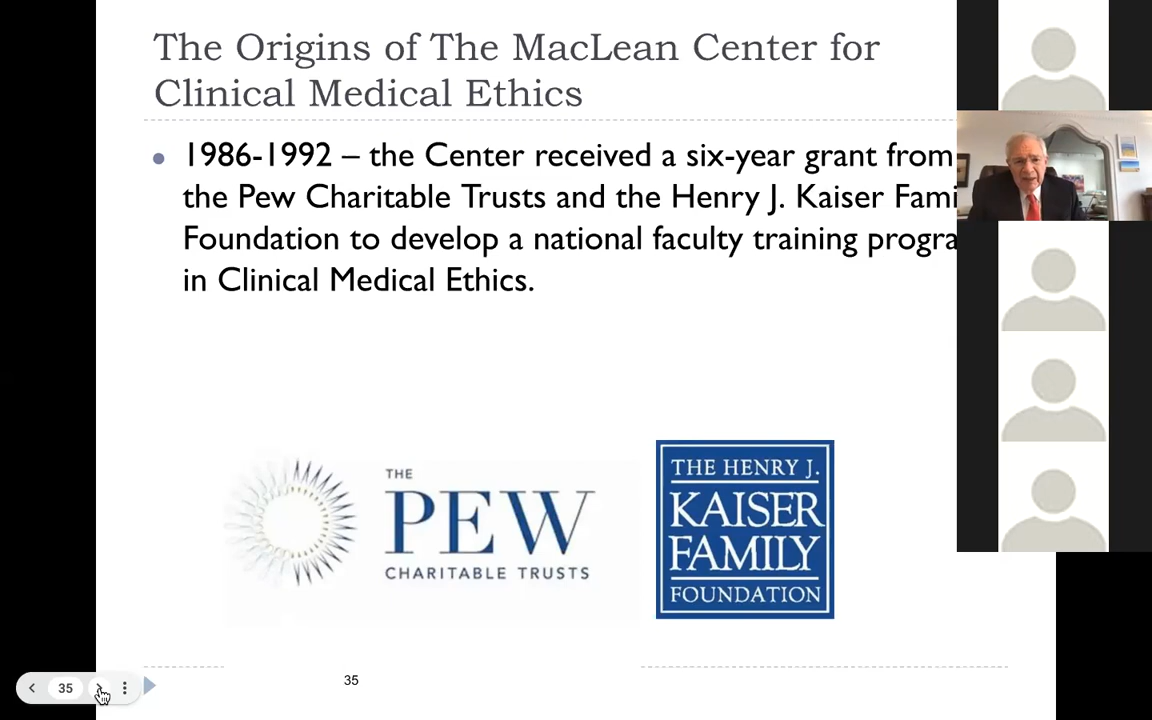 The Origins of The MacLean Center for
Clinical Medical Ethics
• 1986-1992 – the Center received a six-year grant from
the Pew Charitable Trusts and the Henry J. Kaiser Fami
Foundation to develop a national faculty training progra
in Clinical Medical Ethics.
THE
PEW
CHARITABLE TRUSTS
THE HENRY J.
KAISER
FAMILY
FOUNDATION
35
35